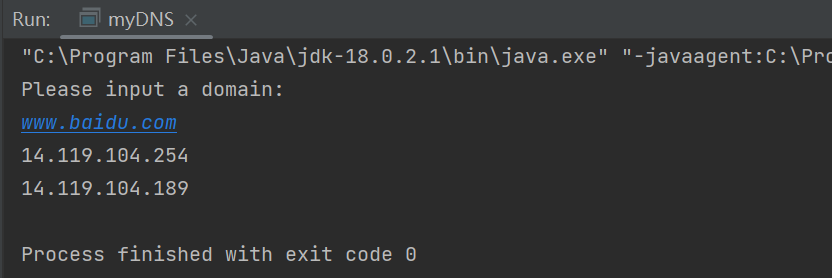 Run: myDNS ×
"C:\Program Files\Java\jdk-18.0.2.1\bin\java.exe" "-javaagent:C:\Pro
Please input a domain:
www.baidu.com
14.119.104.254
14.119.104.189
Process finished with exit code 0